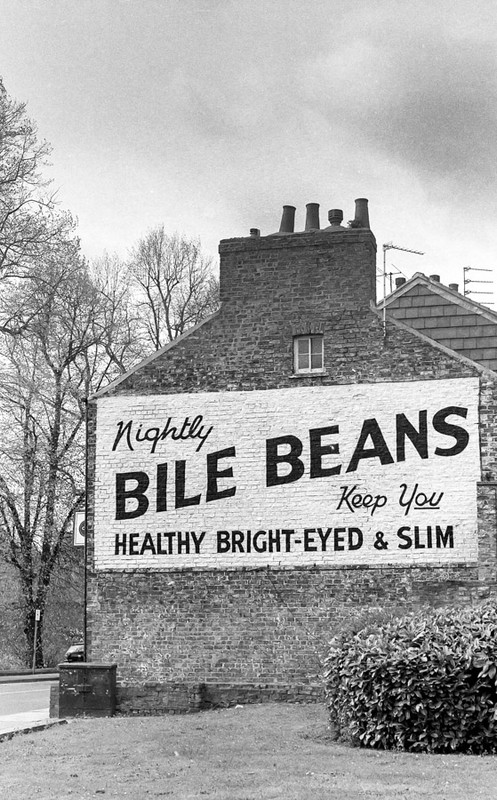 Nightly
BILE BEANS
Keep You
HEALTHY BRIGHT-EYED & SLIM